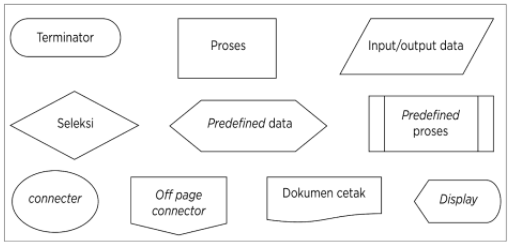 Terminator
Proses
Input/output data
Seleksi
Predefined data
Predefined
proses
connecter
Off page
connector
Dokumen cetak
Display